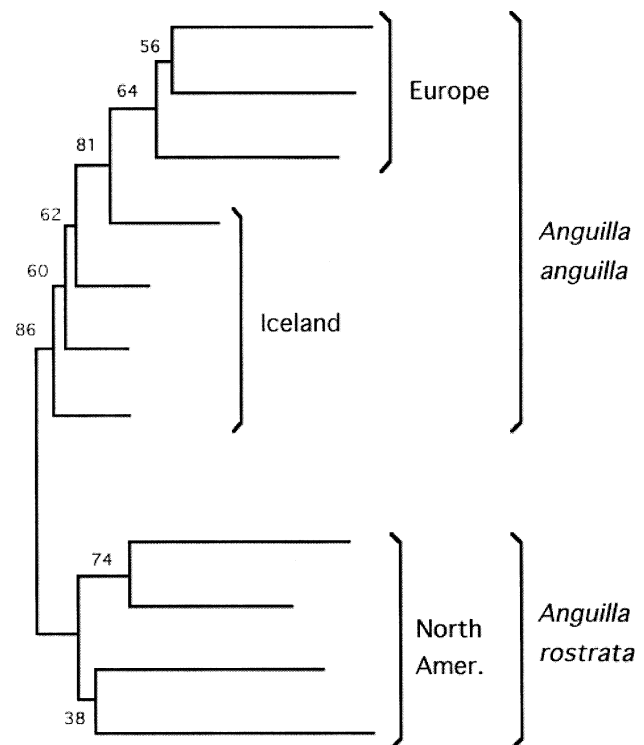 56
64
Europe
81
62
Anguilla
anguilla
60
Iceland
86
74
North
Amer.
Anguilla
rostrata
38